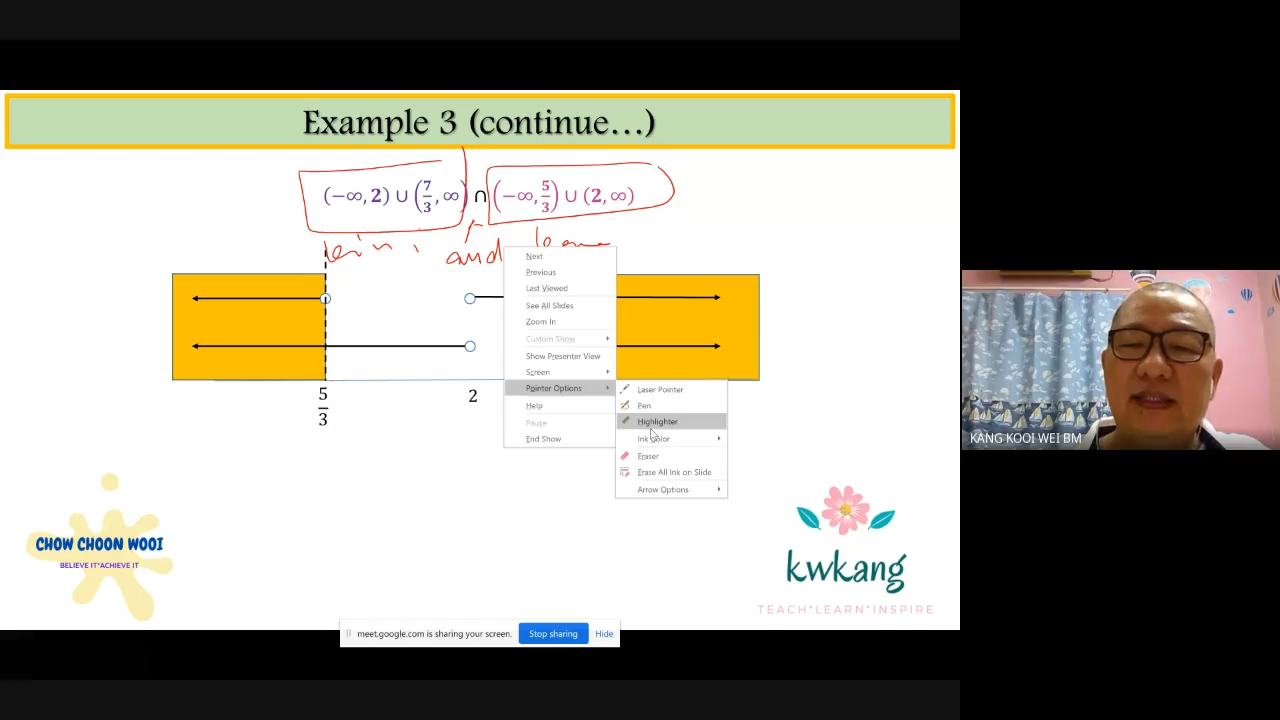 Example 3 (continue...)
(−∞, 2) ∪ (7/3, ∞) ∩ (−∞, 5/3) ∪ (2, ∞)
and
Next
Previous
Last Viewed
See All Slides
Zoom In
Custom Show
Show Presenter View
Screen
Pointer Options
Help
Pause
End Show
Laser Pointer
Pen
Highlighter
Ink Color
Eraser
Erase All Ink on Slide
Arrow Options
5/3
2
KANG KOOI WEI BM
CHOW CHOON WOOI
BELIEVE IT*ACHIEVE IT
kwkang
TEACH*LEARN*INSPIRE
meet.google.com is sharing your screen.
Stop sharing
Hide